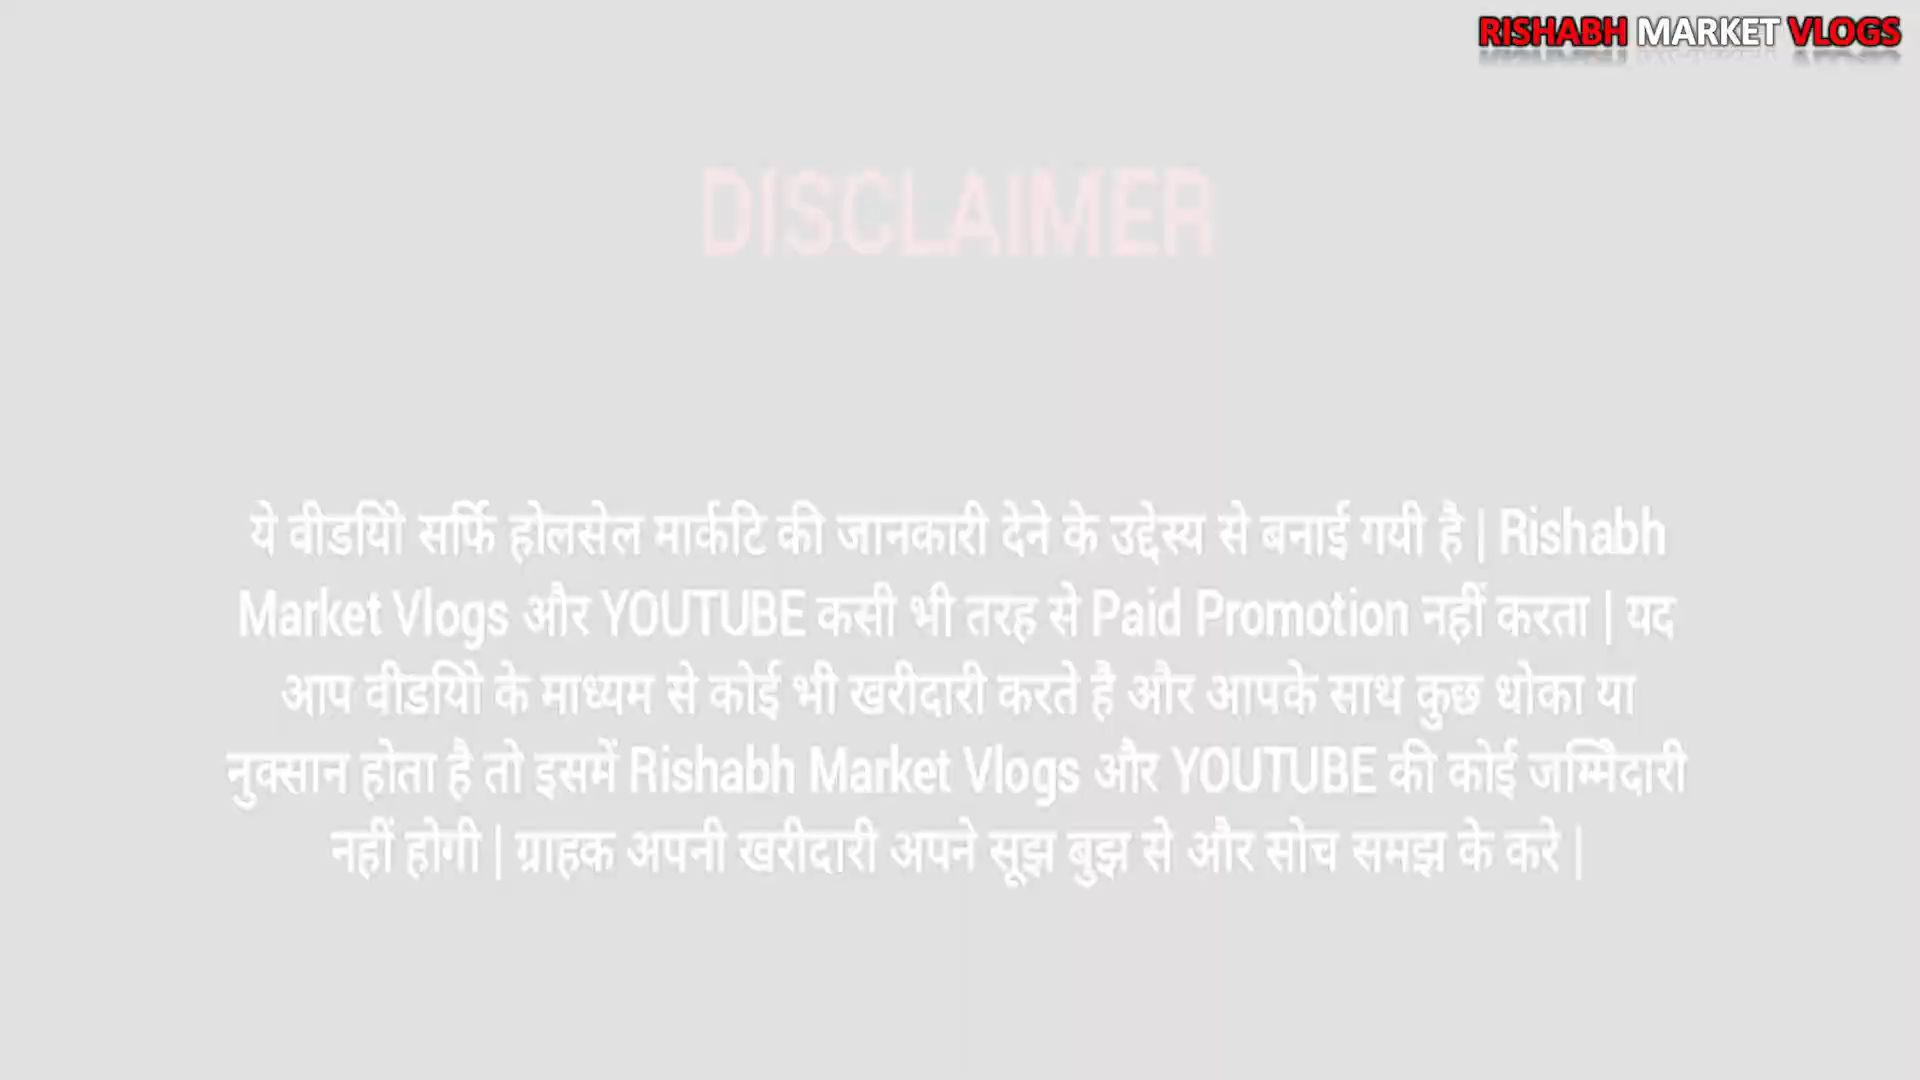 RISHABH MARKET VLOGS
DISCLAIMER
ये वीडयिो सर्फि होलसेल मार्कटि की जानकारी देने के उद्देस्य से बनाई गयी है | Rishabh
Market Vlogs और YOUTUBE कसी भी तरह से Paid Promotion नहीं करता | यद
आप वीडयिो के माध्यम से कोई भी खरीदारी करते है और आपके साथ कुछ धोका या
नुक्सान होता है तो इसमें Rishabh Market Vlogs और YOUTUBE की कोई जम्मिेदारी
नहीं होगी | ग्राहक अपनी खरीदारी अपने सूझ बुझ से और सोच समझ के करे |